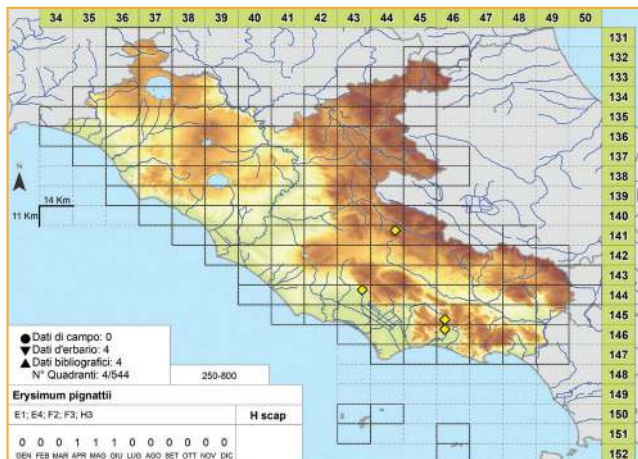 34 35 36 37 38 39 40 41 42 43 44 45 46 47 48 49 50
131
132
133
134
135
136
137
138
139
140
141
142
143
144
145
146
147
148
149
150
151
152
N
14 Km
11 Km
Dati di campo: 0
Dati d'erbario: 4
Dati bibliografici: 4
N° Quadranti: 4/544
250-800
Erysimum pignattii
E1; E4; F2; F3; H3
H scap
0 0 0 1 1 1 0 0 0 0 0 0
GEN FEB MAR APR MAG GIU LUG AGO SET OTT NOV DIC